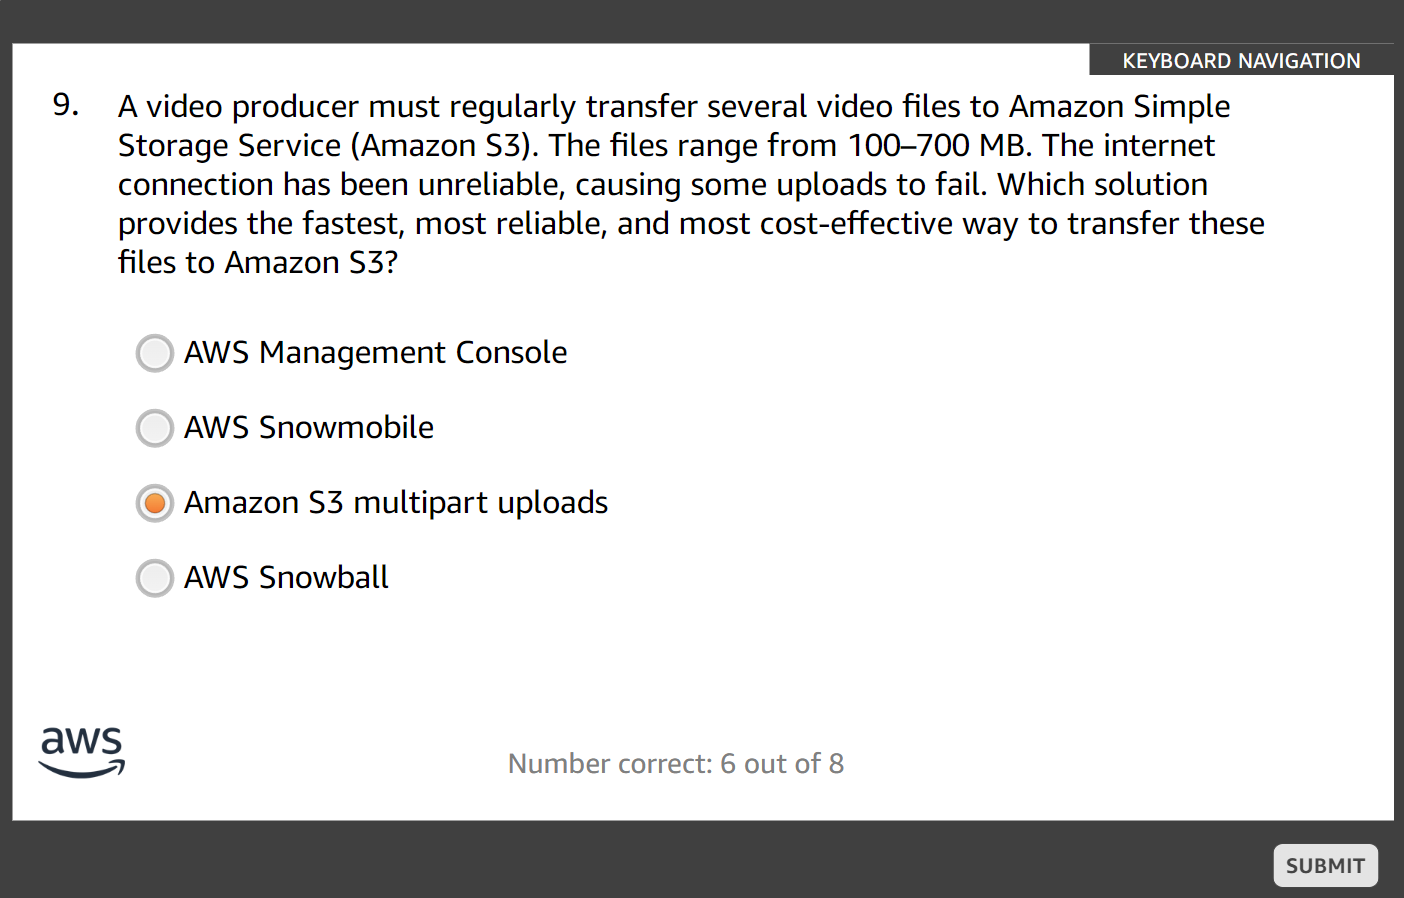 KEYBOARD NAVIGATION
9. A video producer must regularly transfer several video files to Amazon Simple
Storage Service (Amazon S3). The files range from 100–700 MB. The internet
connection has been unreliable, causing some uploads to fail. Which solution
provides the fastest, most reliable, and most cost-effective way to transfer these
files to Amazon S3?
AWS Management Console
AWS Snowmobile
Amazon S3 multipart uploads
AWS Snowball
aws
Number correct: 6 out of 8
SUBMIT